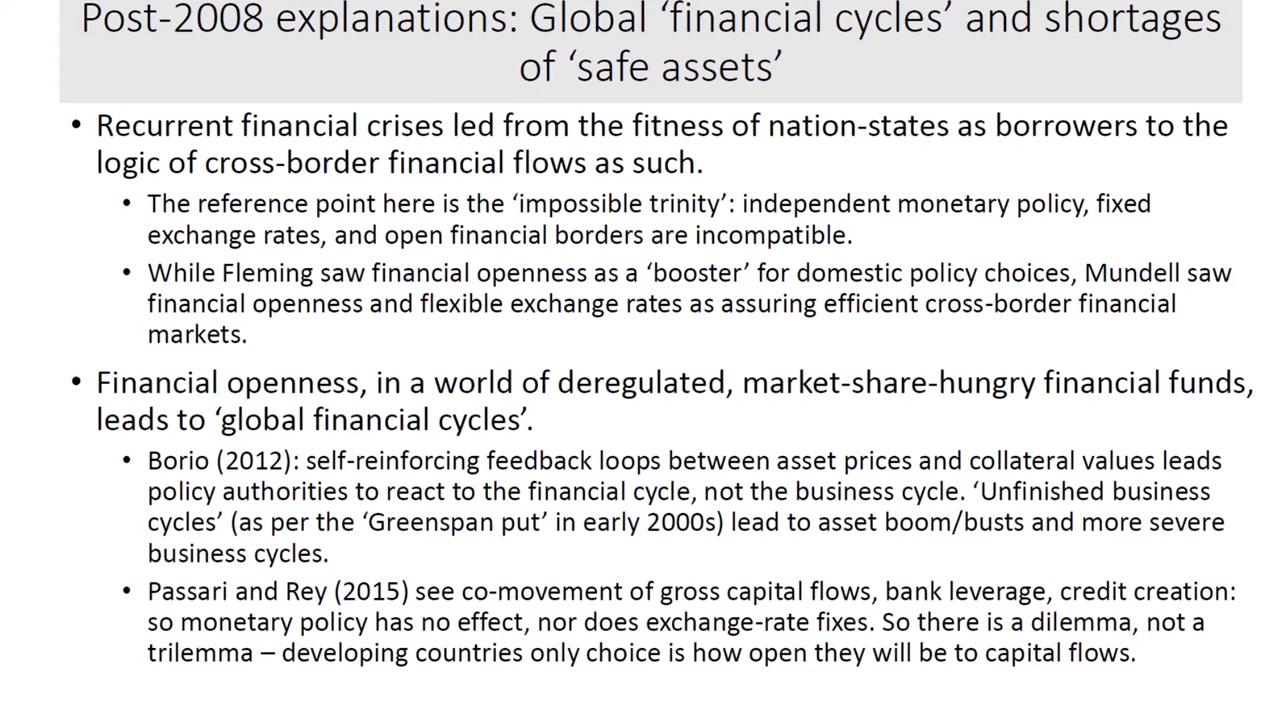 Post-2008 explanations: Global ‘financial cycles’ and shortages
of ‘safe assets’
• Recurrent financial crises led from the fitness of nation-states as borrowers to the
logic of cross-border financial flows as such.
• The reference point here is the ‘impossible trinity’: independent monetary policy, fixed
exchange rates, and open financial borders are incompatible.
• While Fleming saw financial openness as a ‘booster’ for domestic policy choices, Mundell saw
financial openness and flexible exchange rates as assuring efficient cross-border financial
markets.
• Financial openness, in a world of deregulated, market-share-hungry financial funds,
leads to ‘global financial cycles’.
• Borio (2012): self-reinforcing feedback loops between asset prices and collateral values leads
policy authorities to react to the financial cycle, not the business cycle. ‘Unfinished business
cycles’ (as per the ‘Greenspan put’ in early 2000s) lead to asset boom/busts and more severe
business cycles.
• Passari and Rey (2015) see co-movement of gross capital flows, bank leverage, credit creation:
so monetary policy has no effect, nor does exchange-rate fixes. So there is a dilemma, not a
trilemma – developing countries only choice is how open they will be to capital flows.